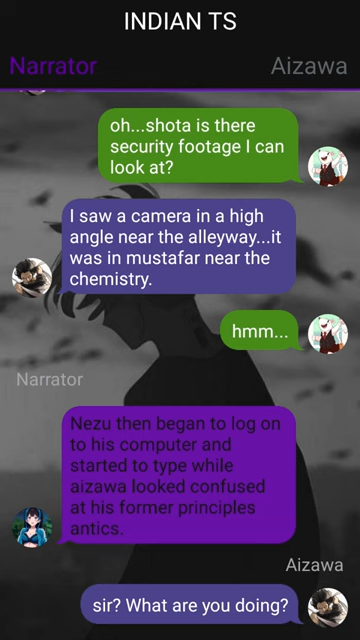 INDIAN TS
Narrator
Aizawa
oh...shota is there
security footage I can
look at?
I saw a camera in a high
angle near the alleyway...it
was in mustafar near the
chemistry.
hmm...
Narrator
Nezu then began to log on
to his computer and
started to type while
aizawa looked confused
at his former principles
antics.
Aizawa
sir? What are you doing?